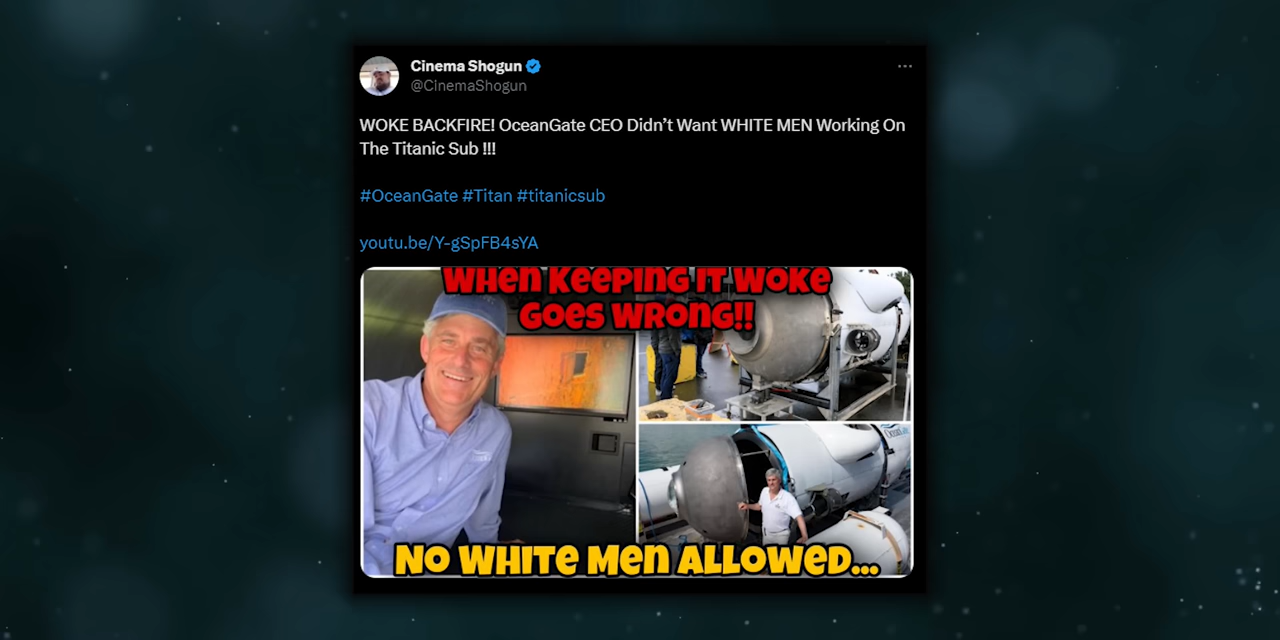 Cinema Shogun
@CinemaShogun
WOKE BACKFIRE! OceanGate CEO Didn’t Want WHITE MEN Working On
The Titanic Sub !!!
#OceanGate #Titan #titanicsub
youtu.be/Y-gSpFB4sYA
WHEN KEEPING IT WOKE
GOES WRONG!!
OceanGate
NO WHITE MEN ALLOWED...